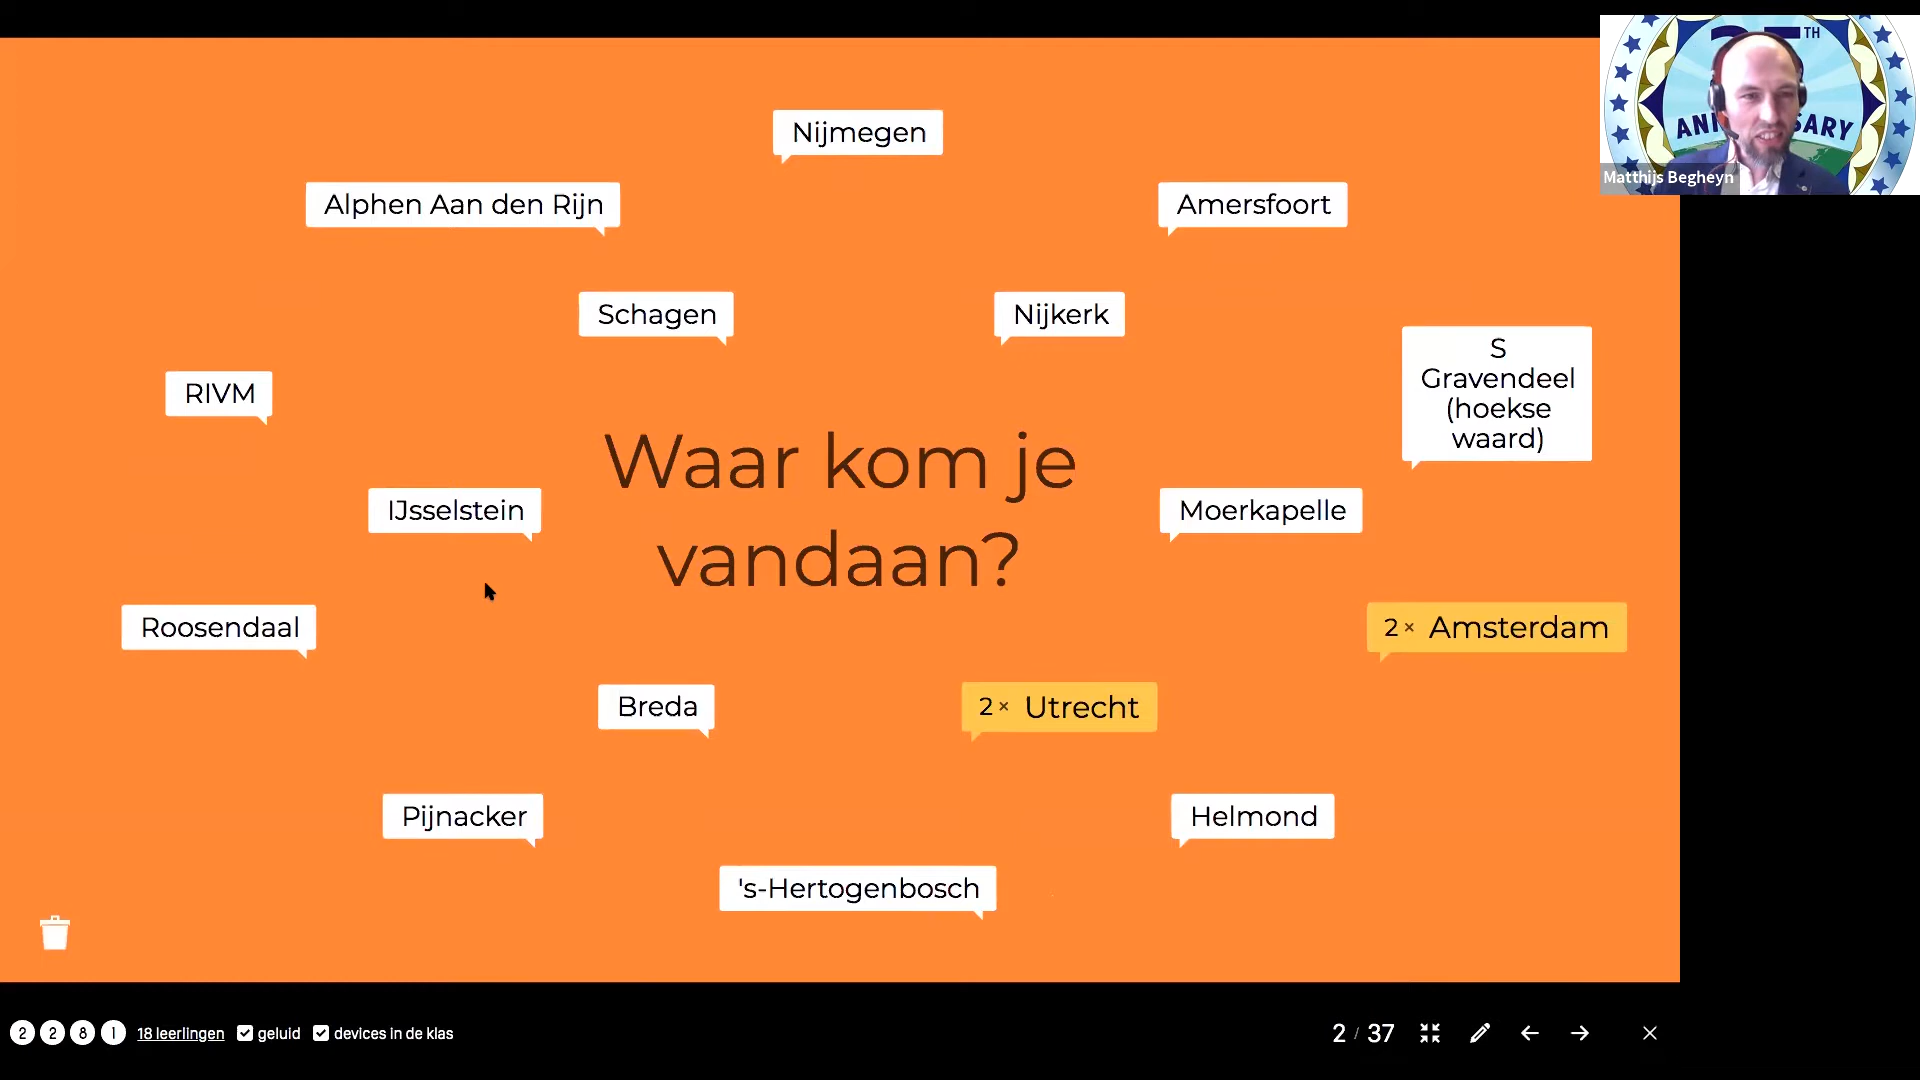 TH
ANN
SARY
Matthijs Begheyn
Nijmegen
Alphen Aan den Rijn
Amersfoort
Schagen
Nijkerk
S
Gravendeel
(hoekse
waard)
RIVM
Waar kom je
vandaan?
IJsselstein
Moerkapelle
Roosendaal
2 × Amsterdam
Breda
2 × Utrecht
Pijnacker
Helmond
's-Hertogenbosch
2 2 8 1 18 leerlingen geluid devices in de klas
2 / 37